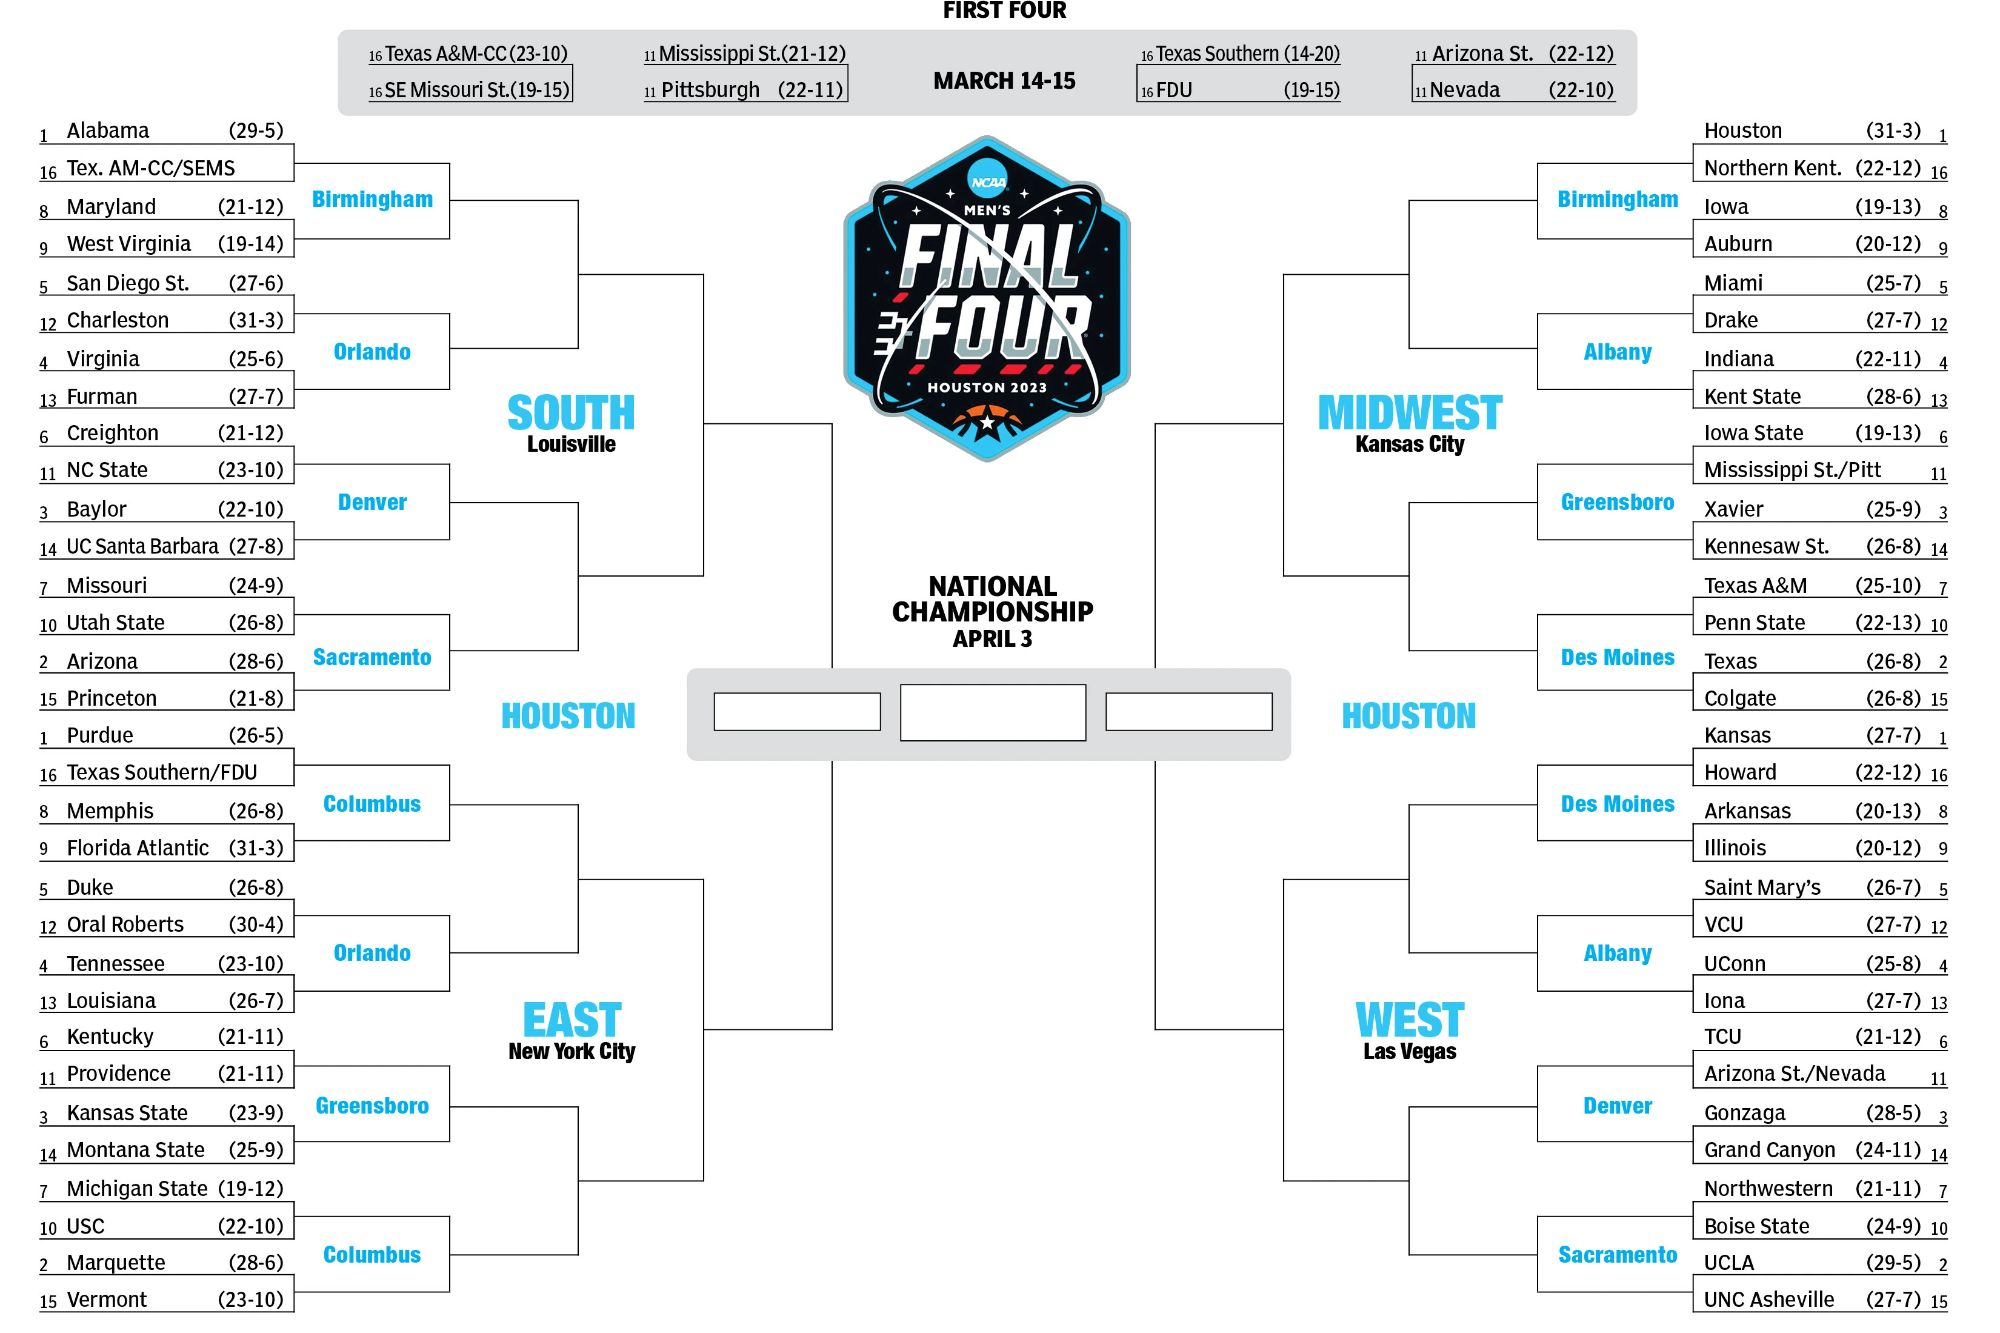 FIRST FOUR
16 Texas A&M-CC (23-10)
16 SE Missouri St. (19-15)
11 Mississippi St. (21-12)
11 Pittsburgh (22-11)
MARCH 14-15
16 Texas Southern (14-20)
16 FDU (19-15)
11 Arizona St. (22-12)
11 Nevada (22-10)
1 Alabama (29-5)
16 Tex. AM-CC/SEMS
Birmingham
8 Maryland (21-12)
9 West Virginia (19-14)
5 San Diego St. (27-6)
12 Charleston (31-3)
Orlando
4 Virginia (25-6)
13 Furman (27-7)
SOUTH
Louisville
6 Creighton (21-12)
11 NC State (23-10)
Denver
3 Baylor (22-10)
14 UC Santa Barbara (27-8)
7 Missouri (24-9)
10 Utah State (26-8)
Sacramento
2 Arizona (28-6)
15 Princeton (21-8)
HOUSTON
1 Purdue (26-5)
16 Texas Southern/FDU
Columbus
8 Memphis (26-8)
9 Florida Atlantic (31-3)
5 Duke (26-8)
12 Oral Roberts (30-4)
Orlando
4 Tennessee (23-10)
13 Louisiana (26-7)
EAST
New York City
6 Kentucky (21-11)
11 Providence (21-11)
Greensboro
3 Kansas State (23-9)
14 Montana State (25-9)
7 Michigan State (19-12)
10 USC (22-10)
Columbus
2 Marquette (28-6)
15 Vermont (23-10)
NCAA
MEN'S
FINAL
FOUR
HOUSTON 2023
NATIONAL
CHAMPIONSHIP
APRIL 3
Houston (31-3) 1
Northern Kent. (22-12) 16
Birmingham
Iowa (19-13) 8
Auburn (20-12) 9
Miami (25-7) 5
Drake (27-7) 12
Albany
Indiana (22-11) 4
Kent State (28-6) 13
MIDWEST
Kansas City
Iowa State (19-13) 6
Mississippi St./Pitt 11
Greensboro
Xavier (25-9) 3
Kennesaw St. (26-8) 14
Texas A&M (25-10) 7
Penn State (22-13) 10
Des Moines
Texas (26-8) 2
Colgate (26-8) 15
HOUSTON
Kansas (27-7) 1
Howard (22-12) 16
Des Moines
Arkansas (20-13) 8
Illinois (20-12) 9
Saint Mary's (26-7) 5
VCU (27-7) 12
Albany
UConn (25-8) 4
Iona (27-7) 13
WEST
Las Vegas
TCU (21-12) 6
Arizona St./Nevada 11
Denver
Gonzaga (28-5) 3
Grand Canyon (24-11) 14
Northwestern (21-11) 7
Boise State (24-9) 10
Sacramento
UCLA (29-5) 2
UNC Asheville (27-7) 15